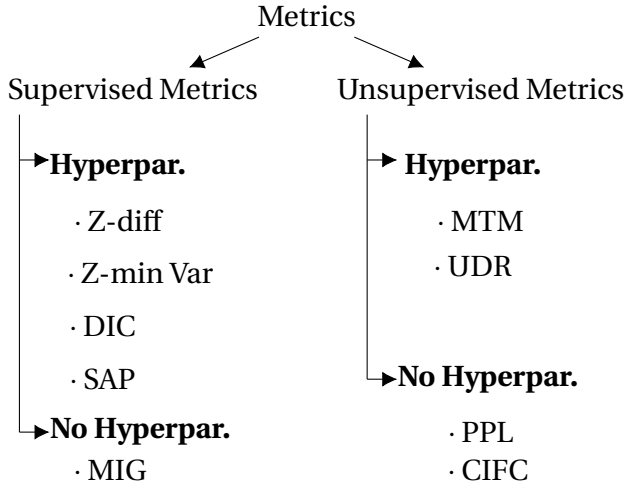 Metrics
Supervised Metrics
Hyperpar.
· Z-diff
· Z-min Var
· DIC
· SAP
No Hyperpar.
· MIG
Unsupervised Metrics
Hyperpar.
· MTM
· UDR
No Hyperpar.
· PPL
· CIFC